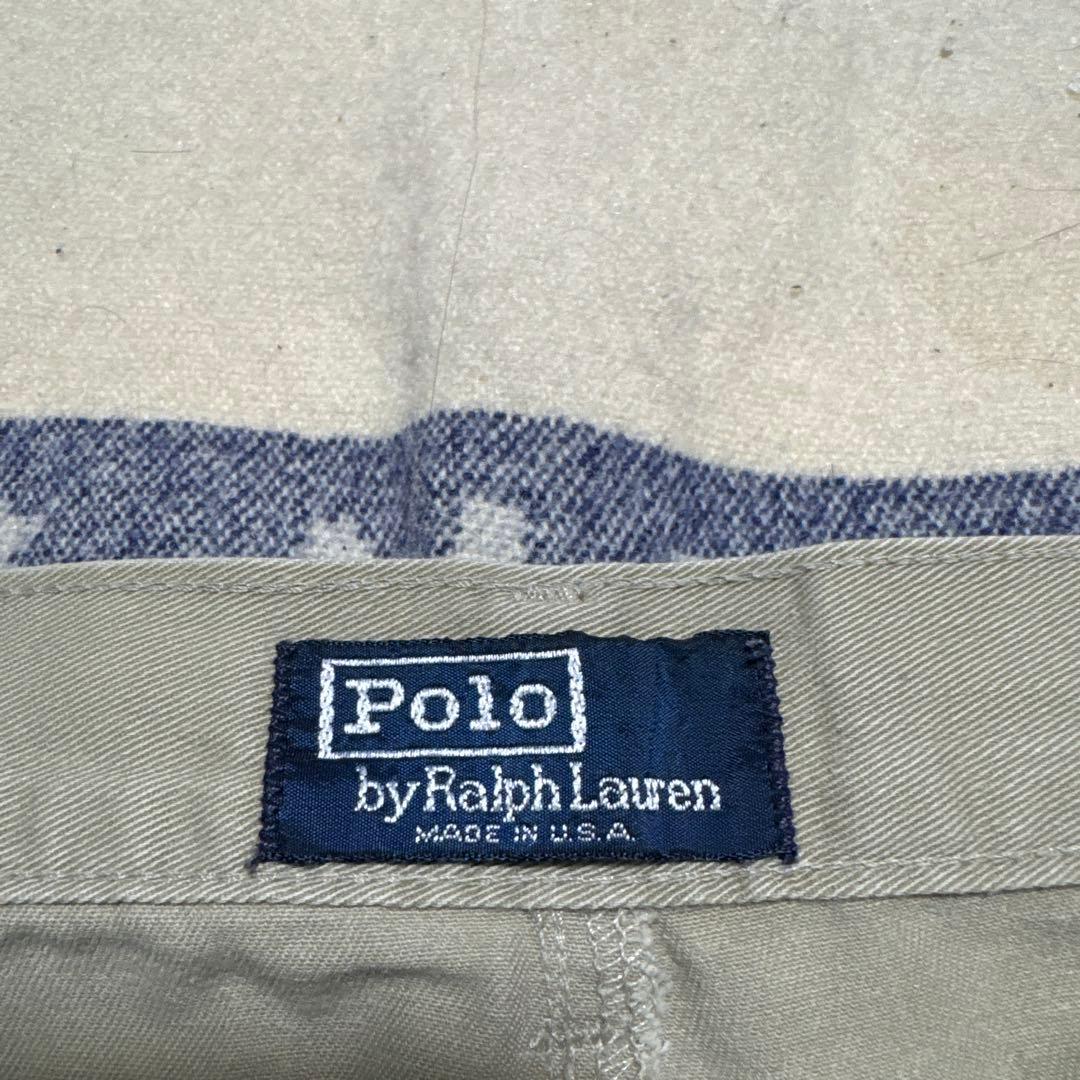 Polo
by Ralph Lauren
MADE IN U.S.A.